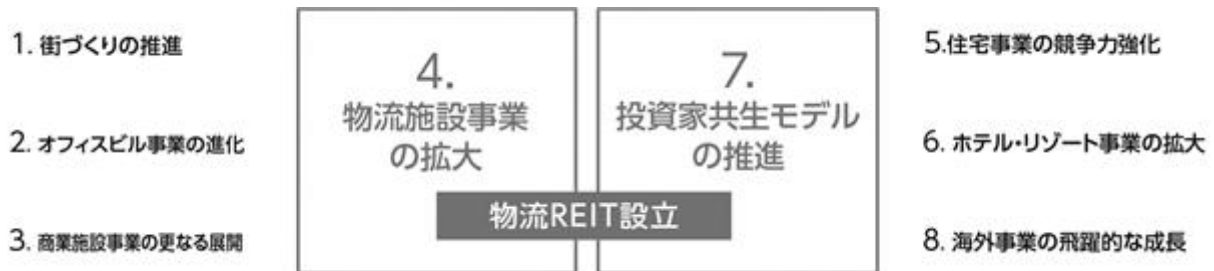 1. 街づくりの推進
2. オフィスビル事業の進化
3. 商業施設事業の更なる展開
4.
物流施設事業
の拡大
7.
投資家共生モデル
の推進
物流REIT設立
5.住宅事業の競争力強化
6. ホテル・リゾート事業の拡大
8. 海外事業の飛躍的な成長